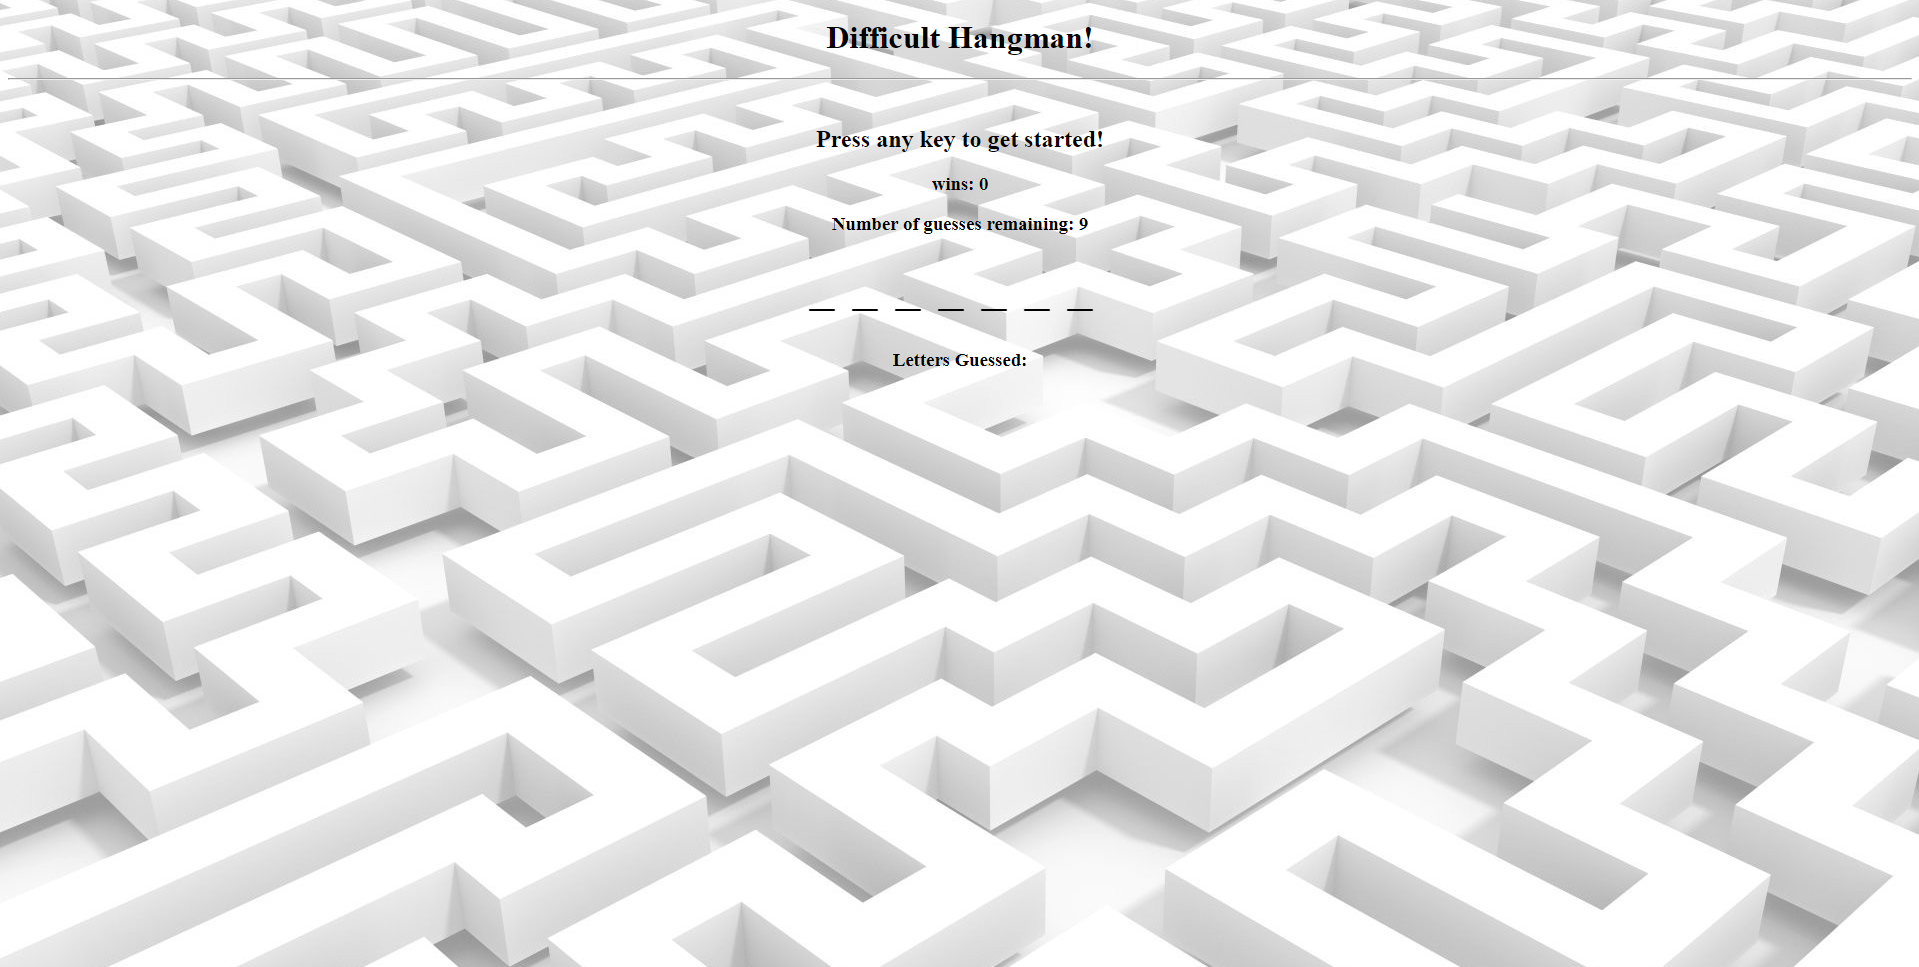 Difficult Hangman!
Press any key to get started!
wins: 0
Number of guesses remaining: 9
_ _ _ _ _ _ _
Letters Guessed: